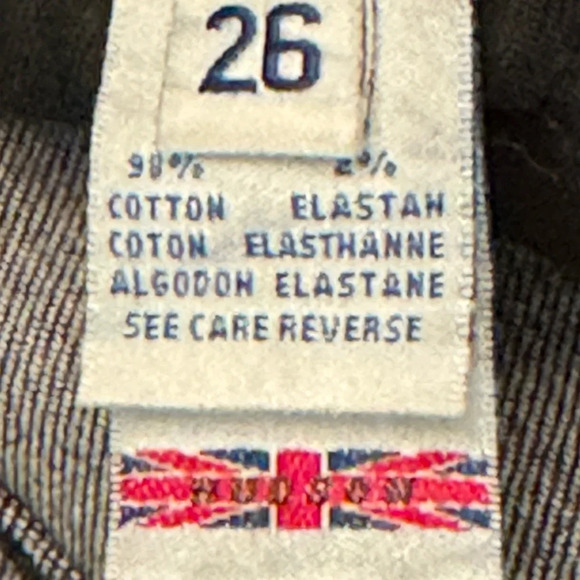 26
98% 2%
COTTON ELASTAN
COTON ELASTHANNE
ALGODON ELASTANE
SEE CARE REVERSE
HUDSON